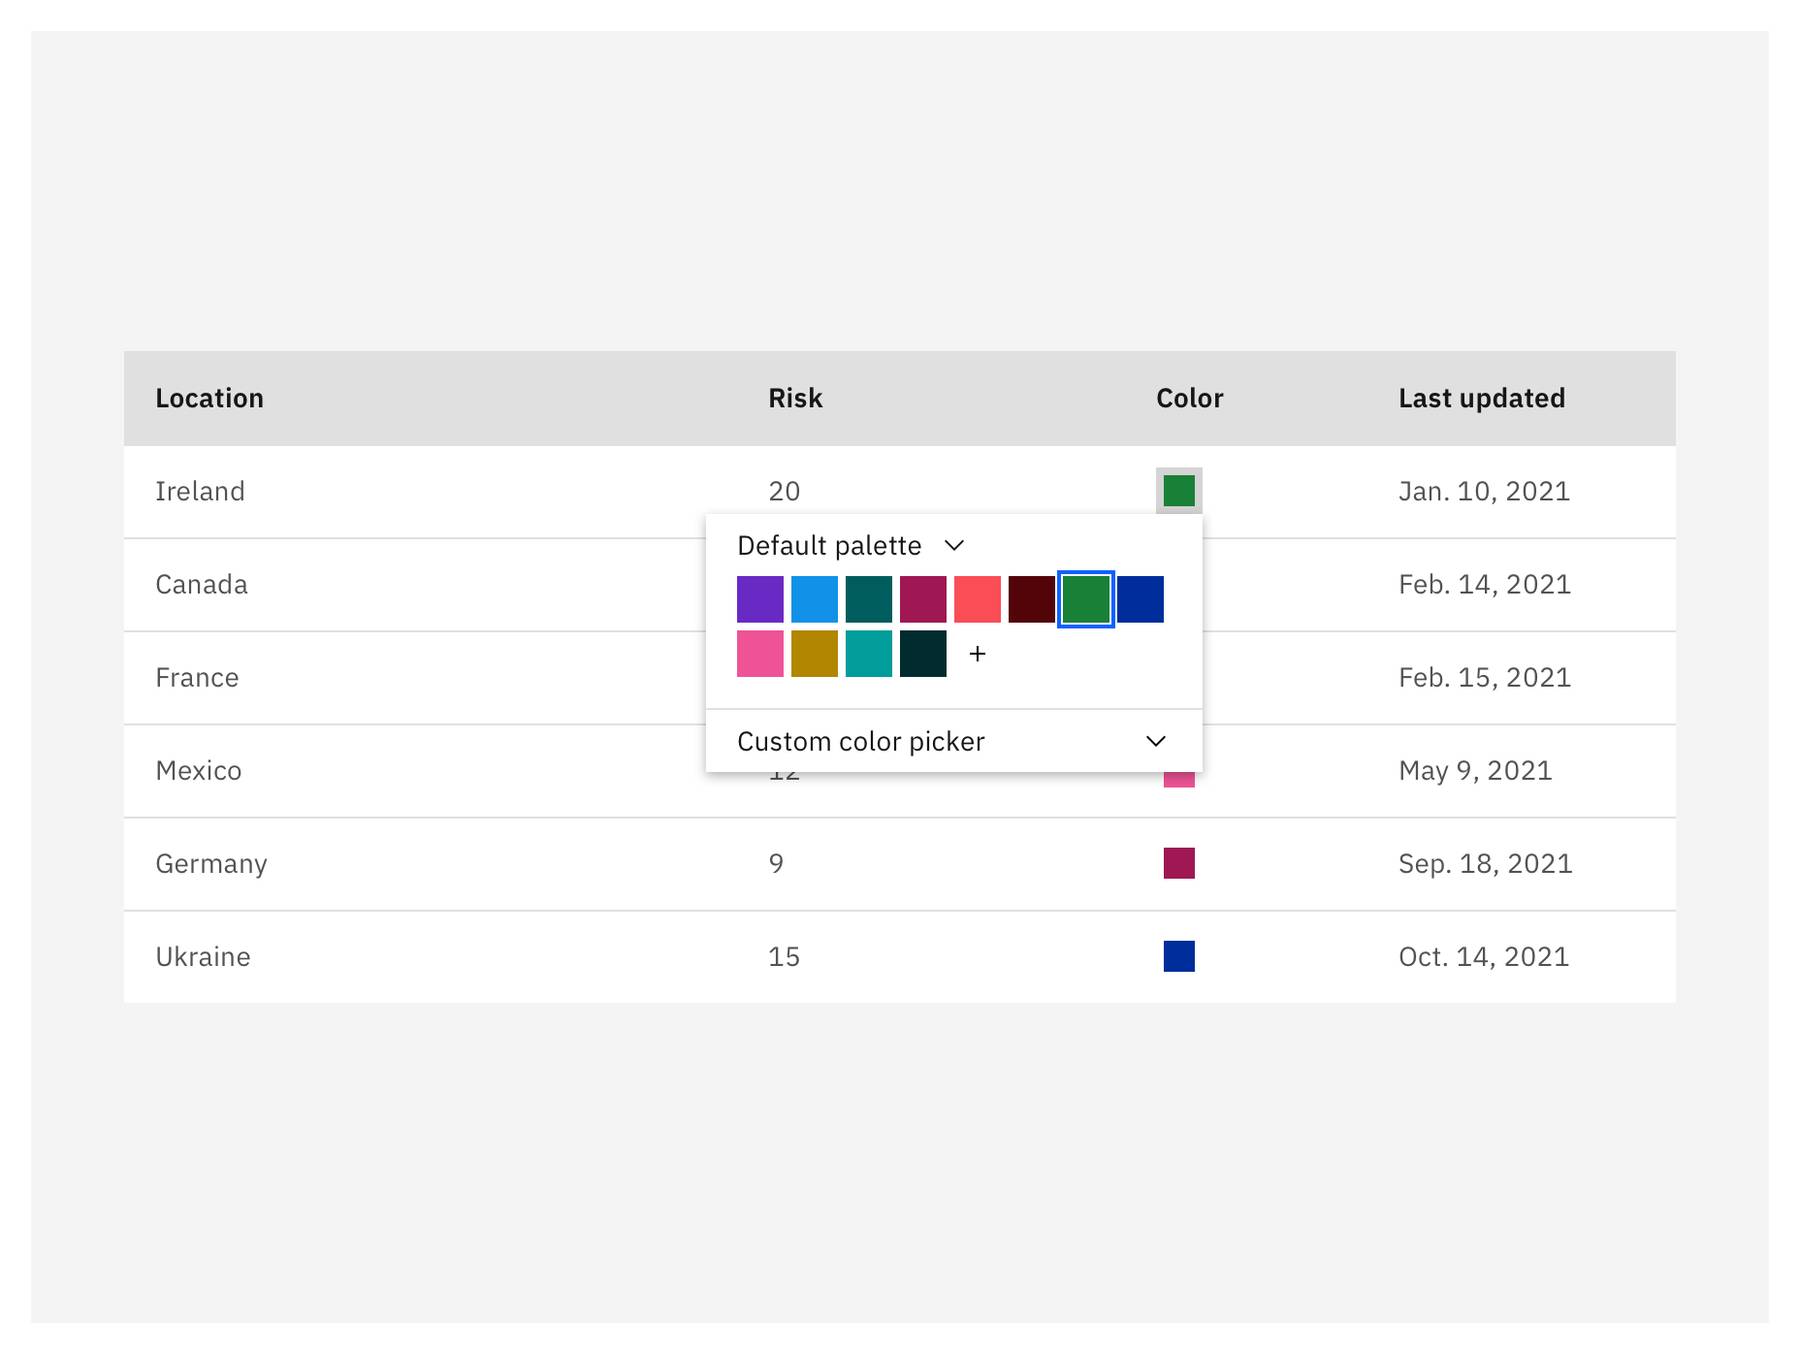 Location Risk Color Last updated
Ireland 20 Jan. 10, 2021
Default palette
Canada Feb. 14, 2021
+
France Feb. 15, 2021
Custom color picker
Mexico 12 May 9, 2021
Germany 9 Sep. 18, 2021
Ukraine 15 Oct. 14, 2021